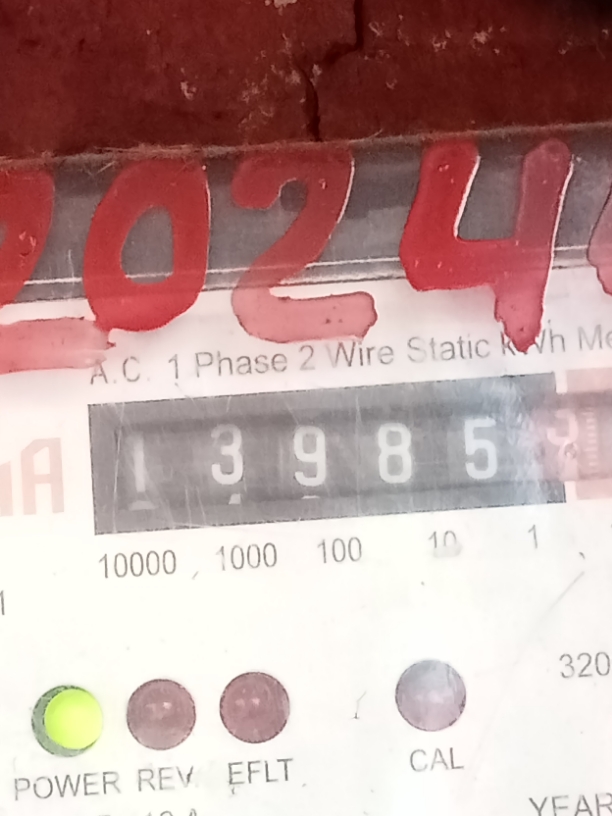 2024
A.C. 1 Phase 2 Wire Static kWh Me
1 3 9 8 5
10000 1000 100 10 1
320
POWER REV EFLT CAL
YEAR